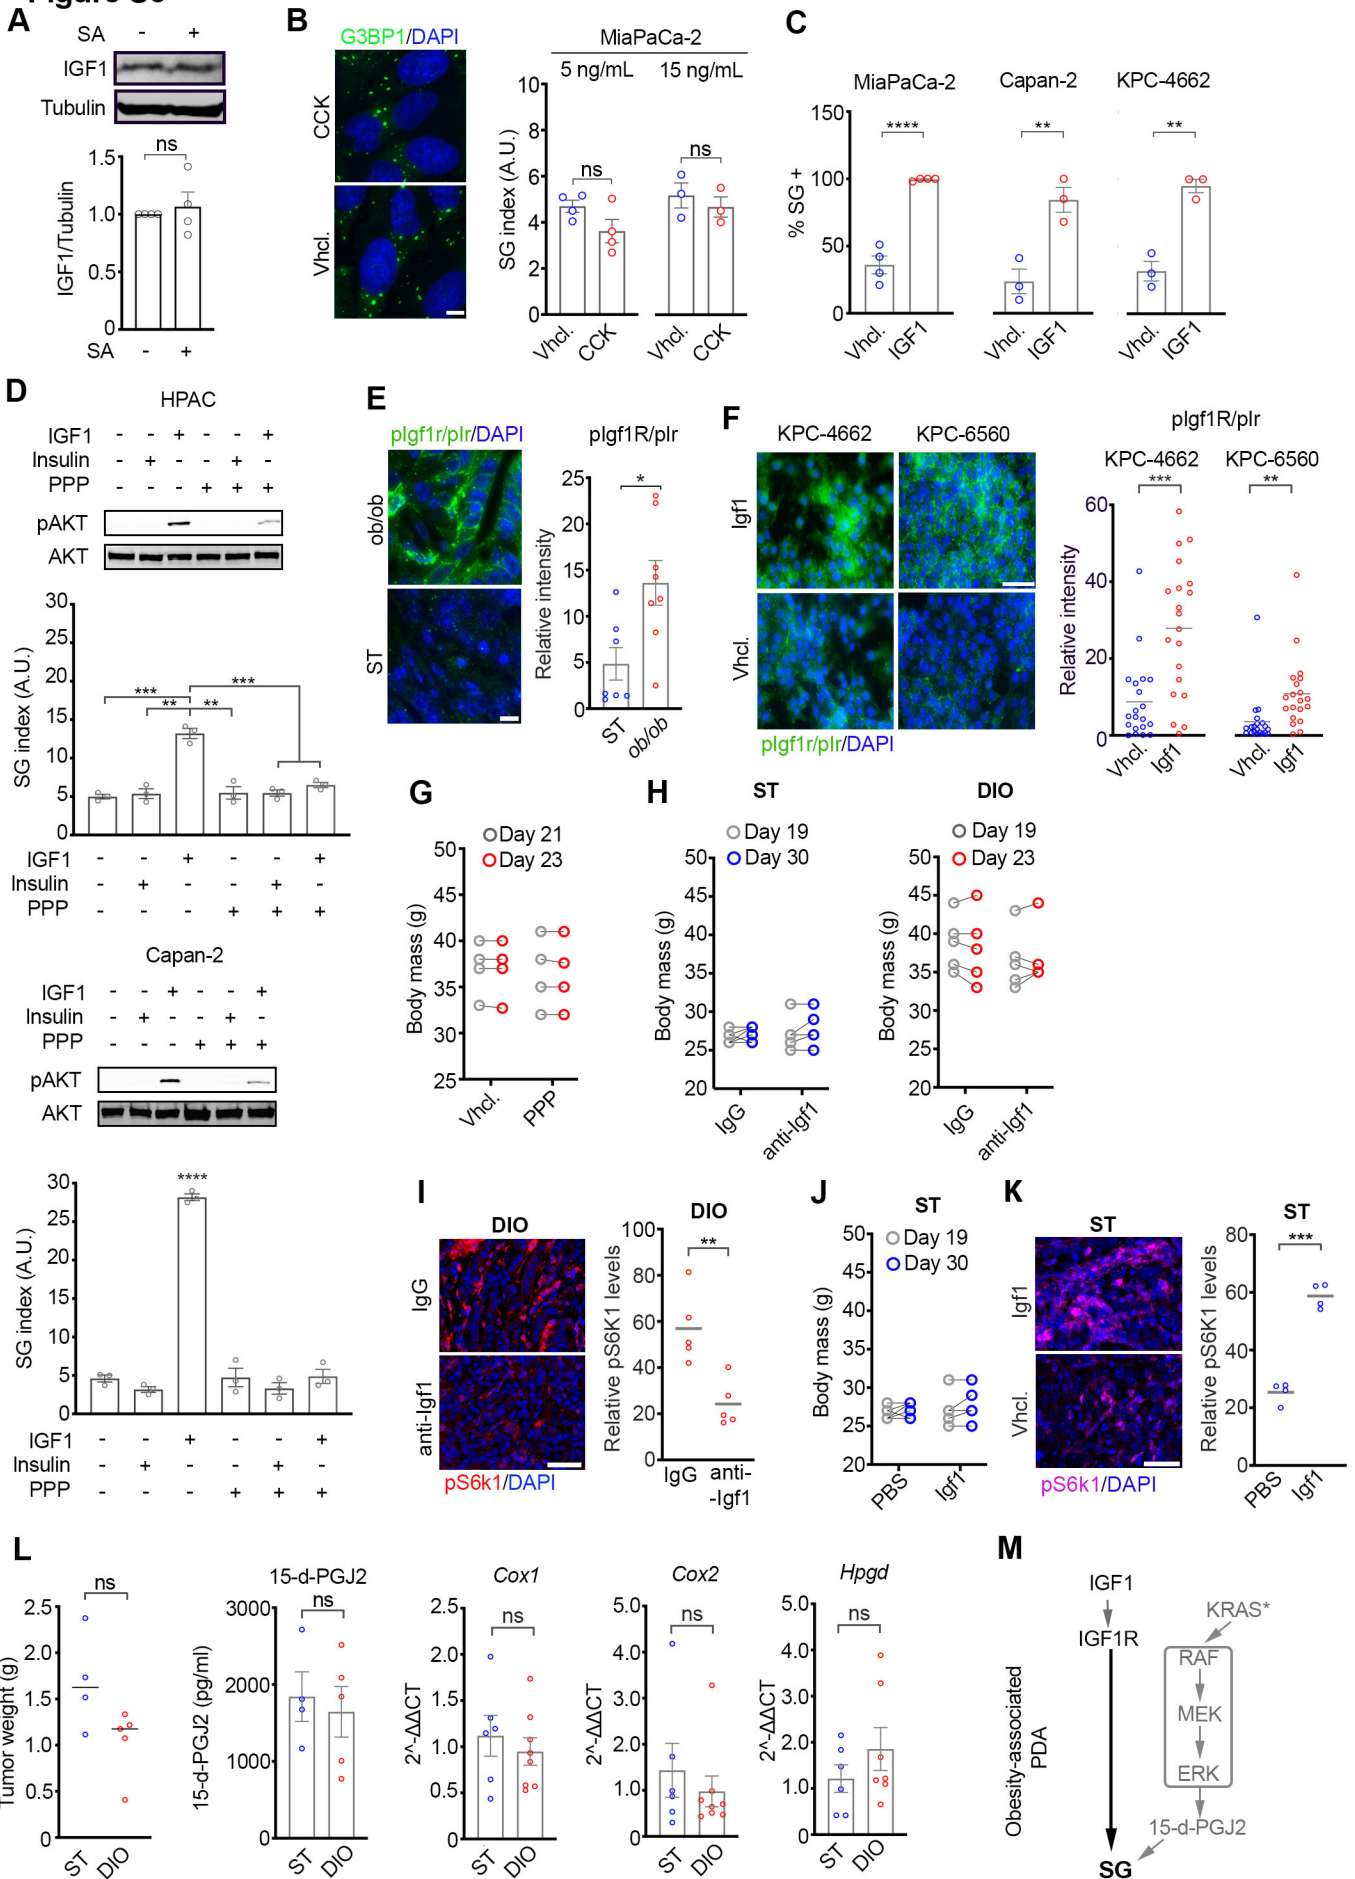 Figure S5
A
SA - +
IGF1
Tubulin
ns
1.5
1.0
0.5
0
IGF1/Tubulin
SA - +
B
G3BP1/DAPI
CCK
Vhcl.
MiaPaCa-2
5 ng/mL 15 ng/mL
SG index (A.U.)
10
8
6
4
2
0
ns ns
Vhcl. CCK Vhcl. CCK
C
MiaPaCa-2 Capan-2 KPC-4662
% SG +
150
100
50
0
**** ** **
Vhcl. IGF1 Vhcl. IGF1 Vhcl. IGF1
D
HPAC
IGF1 - - + - - +
Insulin - + - - + -
PPP - - - + + +
pAKT
AKT
SG index (A.U.)
30
25
20
15
10
5
0
*** ** ** ***
IGF1 - - + - - +
Insulin - + - - + -
PPP - - - + + +
Capan-2
IGF1 - - + - - +
Insulin - + - - + -
PPP - - - + + +
pAKT
AKT
SG index (A.U.)
30
25
20
15
10
5
0
****
IGF1 - - + - - +
Insulin - + - - + -
PPP - - - + + +
E
pIgf1r/pIr/DAPI
ob/ob
ST
pIgf1R/pIr
Relative intensity
25
20
15
10
5
0
*
ST ob/ob
F
KPC-4662 KPC-6560
Igf1
Vhcl.
pIgf1r/pIr/DAPI
pIgf1R/pIr
KPC-4662 KPC-6560
Relative intensity
60
40
20
0
*** **
Vhcl. Igf1 Vhcl. Igf1
G
Day 21
Day 23
Body mass (g)
50
45
40
35
30
25
Vhcl. PPP
H
ST
Day 19
Day 30
Body mass (g)
50
45
40
35
30
25
20
IgG anti-Igf1
DIO
Day 19
Day 23
Body mass (g)
50
45
40
35
30
25
20
IgG anti-Igf1
I
DIO
IgG
anti-Igf1
pS6k1/DAPI
DIO
Relative pS6K1 levels
100
80
60
40
20
0
**
IgG anti-
-Igf1
J
ST
Day 19
Day 30
Body mass (g)
50
45
40
35
30
25
20
PBS Igf1
K
ST
Igf1
Vhcl.
pS6k1/DAPI
ST
Relative pS6K1 levels
80
60
40
20
0
***
PBS Igf1
L
Tumor weight (g)
2.5
2.0
1.5
1.0
0.5
0
ns
ST DIO
15-d-PGJ2
15-d-PGJ2 (pg/ml)
3000
2000
1000
0
ns
ST DIO
Cox1
2^-ΔΔCT
2.5
2.0
1.5
1.0
0.5
0
ns
ST DIO
Cox2
2^-ΔΔCT
5.0
4.0
3.0
2.0
1.0
0
ns
ST DIO
Hpgd
2^-ΔΔCT
5.0
4.0
3.0
2.0
1.0
0
ns
ST DIO
M
Obesity-associated
PDA
IGF1
IGF1R
KRAS*
RAF
MEK
ERK
15-d-PGJ2
SG